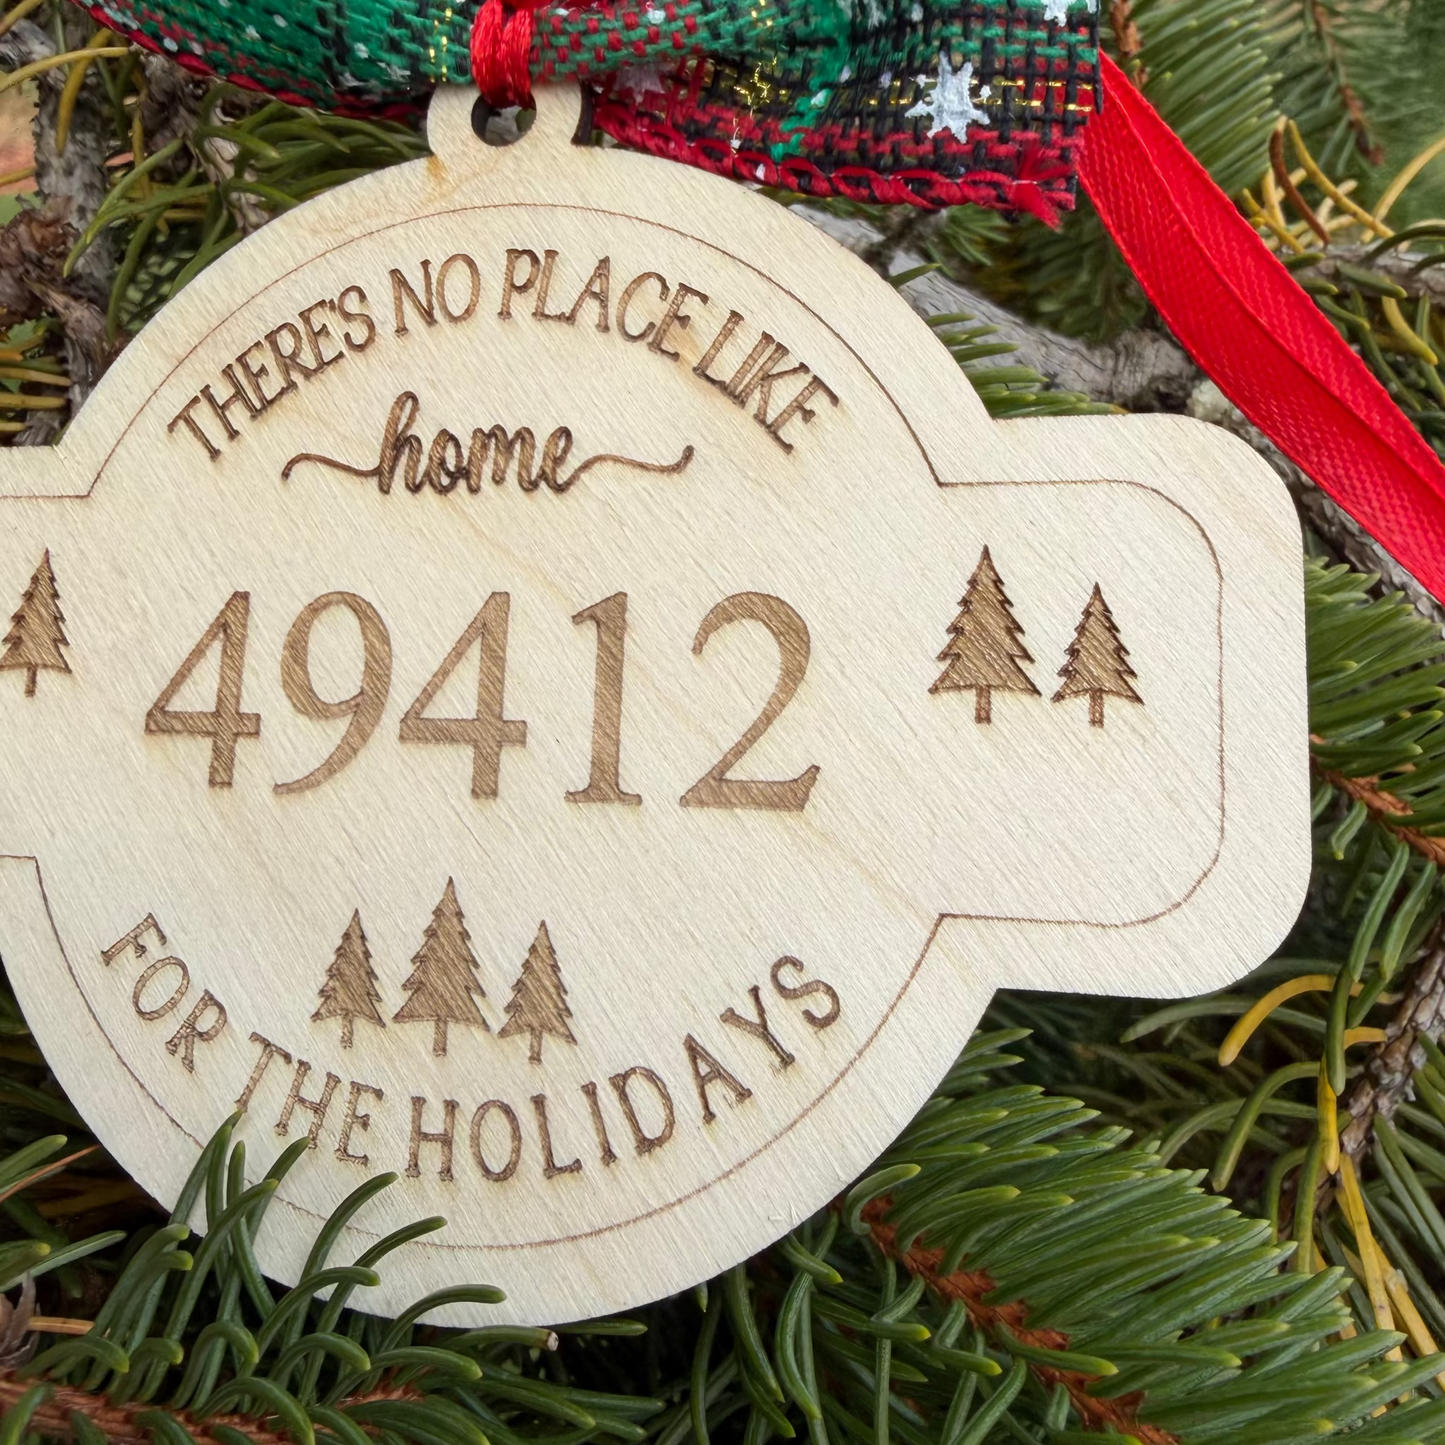 THERE'S NO PLACE LIKE
home
49412
FOR THE HOLIDAYS